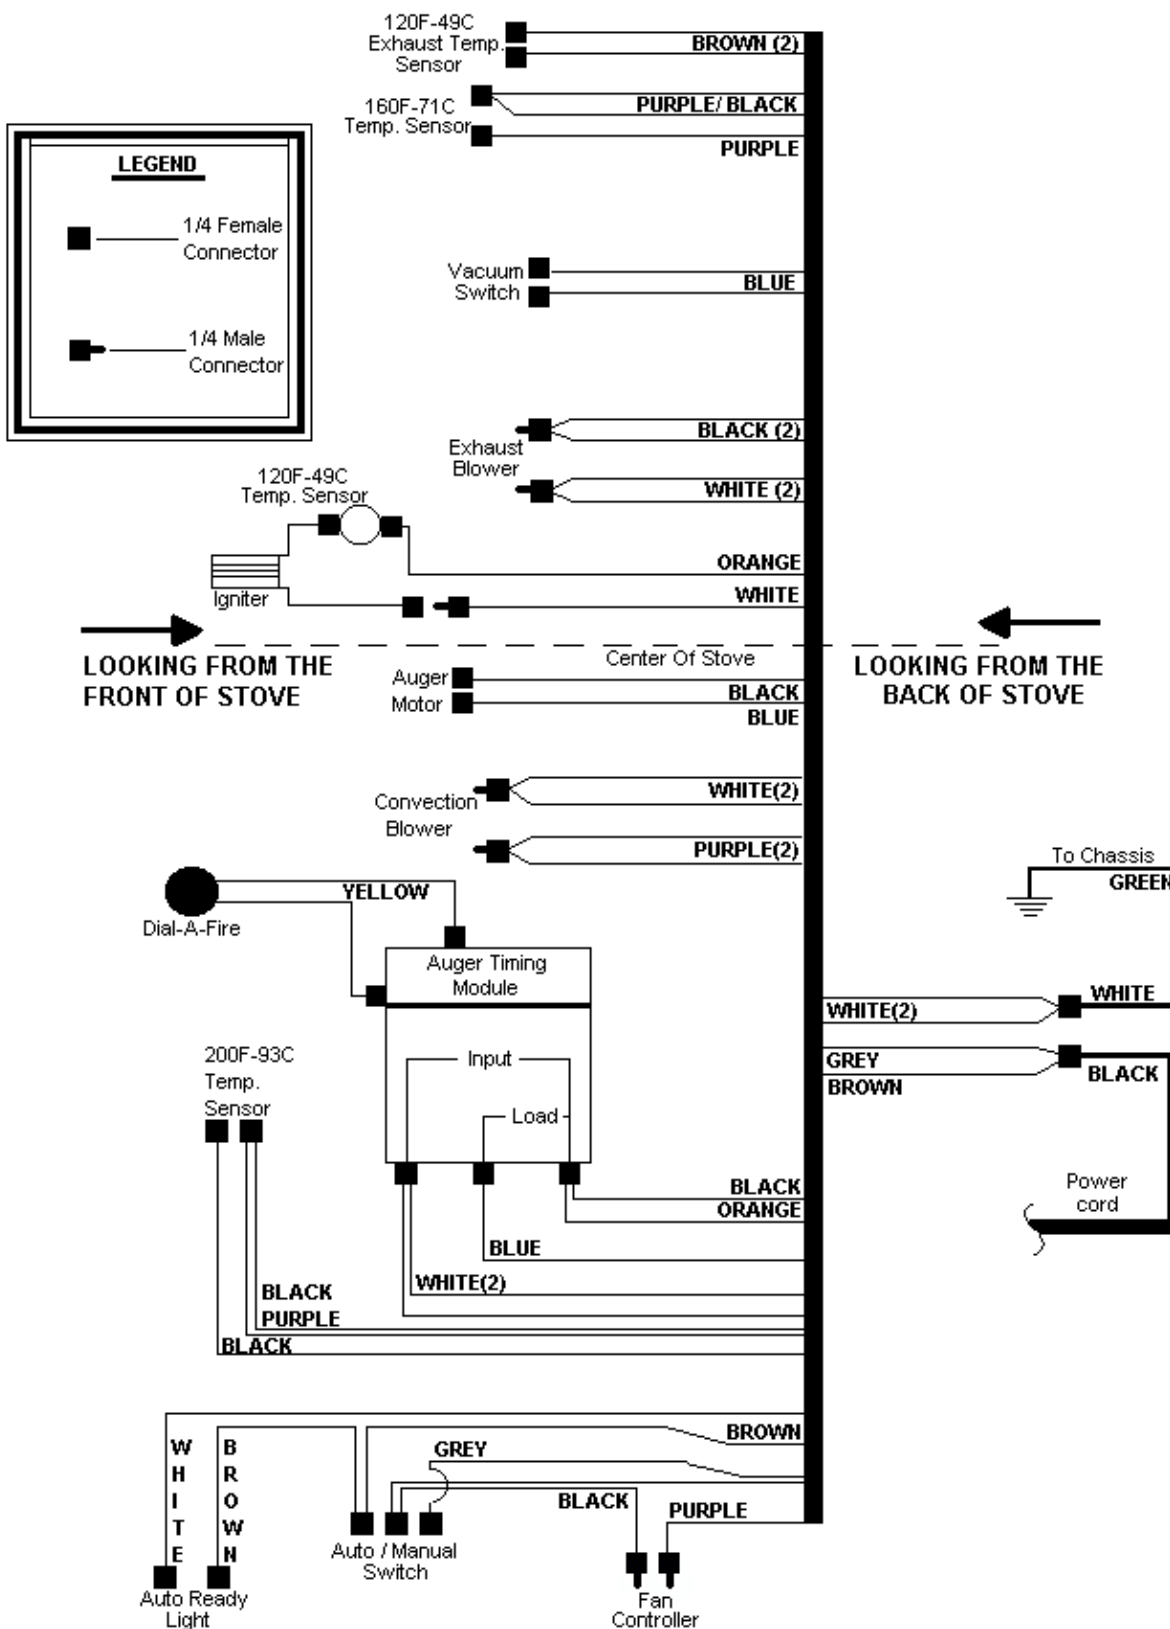 120F-49C
Exhaust Temp.
Sensor
BROWN (2)
160F-71C
Temp. Sensor
PURPLE/ BLACK
PURPLE
LEGEND
1/4 Female
Connector
1/4 Male
Connector
Vacuum
Switch
BLUE
Exhaust
Blower
BLACK (2)
WHITE (2)
120F-49C
Temp. Sensor
Igniter
ORANGE
WHITE
LOOKING FROM THE
FRONT OF STOVE
Center Of Stove
LOOKING FROM THE
BACK OF STOVE
Auger
Motor
BLACK
BLUE
Convection
Blower
WHITE(2)
PURPLE(2)
Dial-A-Fire
YELLOW
Auger Timing
Module
Input
Load
To Chassis
GREEN
WHITE(2)
WHITE
GREY
BROWN
BLACK
Power
cord
200F-93C
Temp.
Sensor
BLACK
ORANGE
BLUE
WHITE(2)
BLACK
PURPLE
BLACK
WHITE
BROWN
BROWN
GREY
BLACK
PURPLE
Auto / Manual
Switch
Auto Ready
Light
Fan
Controller